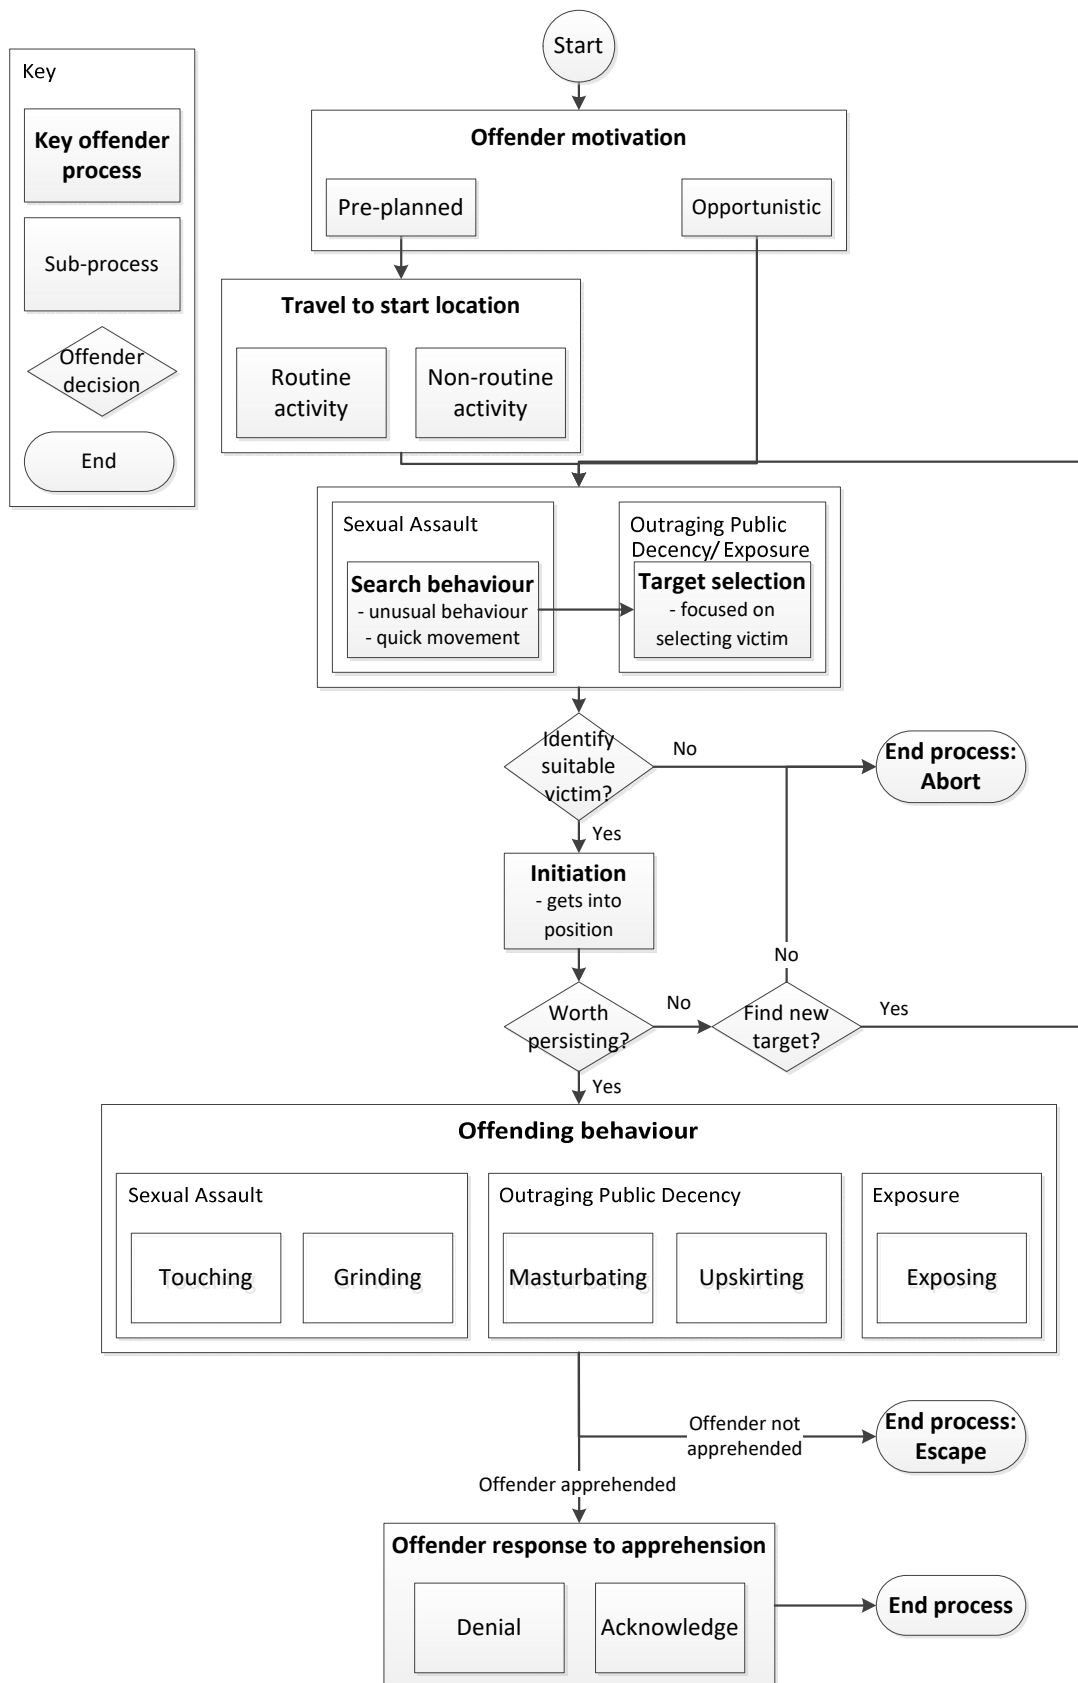 Start
Key
Key offender
process
Sub-process
Offender
decision
End
Offender motivation
Pre-planned
Opportunistic
Travel to start location
Routine
activity
Non-routine
activity
Sexual Assault
Search behaviour
- unusual behaviour
- quick movement
Outraging Public
Decency/ Exposure
Target selection
- focused on
selecting victim
Identify
suitable
victim?
No
End process:
Abort
Yes
Initiation
- gets into
position
No
Worth
persisting?
No
Find new
target?
Yes
Yes
Offending behaviour
Sexual Assault
Touching
Grinding
Outraging Public Decency
Masturbating
Upskirting
Exposure
Exposing
Offender not
apprehended
End process:
Escape
Offender apprehended
Offender response to apprehension
Denial
Acknowledge
End process